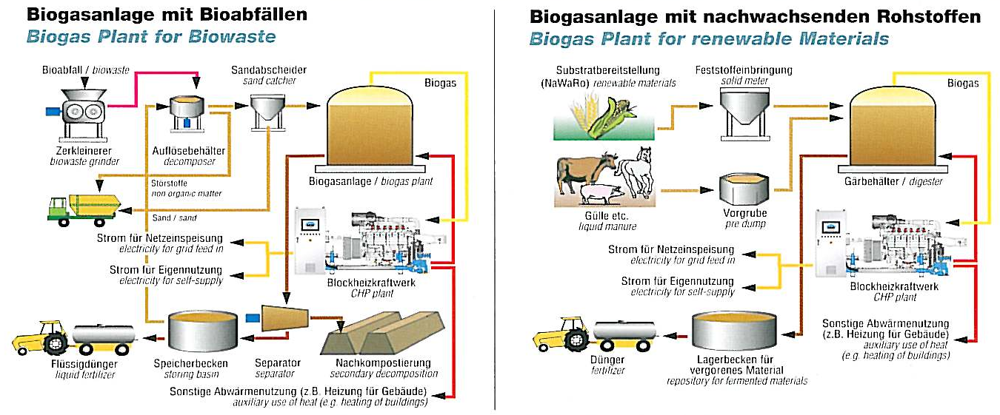 Biogasanlage mit Bioabfällen
Biogas Plant for Biowaste
Bioabfall / biowaste
Sandabscheider
sand catcher
Biogas
Zerkleinerer
biowaste grinder
Auflösebehälter
decomposer
Störstoffe
non organic matter
Biogasanlage / biogas plant
Sand / sand
Strom für Netzeinspeisung
electricity for grid feed in
Strom für Eigennutzung
electricity for self-supply
Blockheizkraftwerk
CHP plant
Flüssigdünger
liquid fertilizer
Speicherbecken
storing basin
Separator
separator
Nachkompostierung
secondary decomposition
Sonstige Abwärmenutzung (z.B. Heizung für Gebäude)
auxiliary use of heat (e.g. heating of buildings)
Biogasanlage mit nachwachsenden Rohstoffen
Biogas Plant for renewable Materials
Substratbereitstellung
(NaWaRo) renewable materials
Feststoffeinbringung
solid meter
Biogas
Gärbehälter / digester
Gülle etc.
liquid manure
Vorgrube
pre dump
Strom für Netzeinspeisung
electricity for grid feed in
Strom für Eigennutzung
electricity for self-supply
Blockheizkraftwerk
CHP plant
Sonstige Abwärmenutzung
(z.B. Heizung für Gebäude)
auxiliary use of heat
(e.g. heating of buildings)
Dünger
fertilizer
Lagerbecken für
vergorenes Material
repository for fermented materials